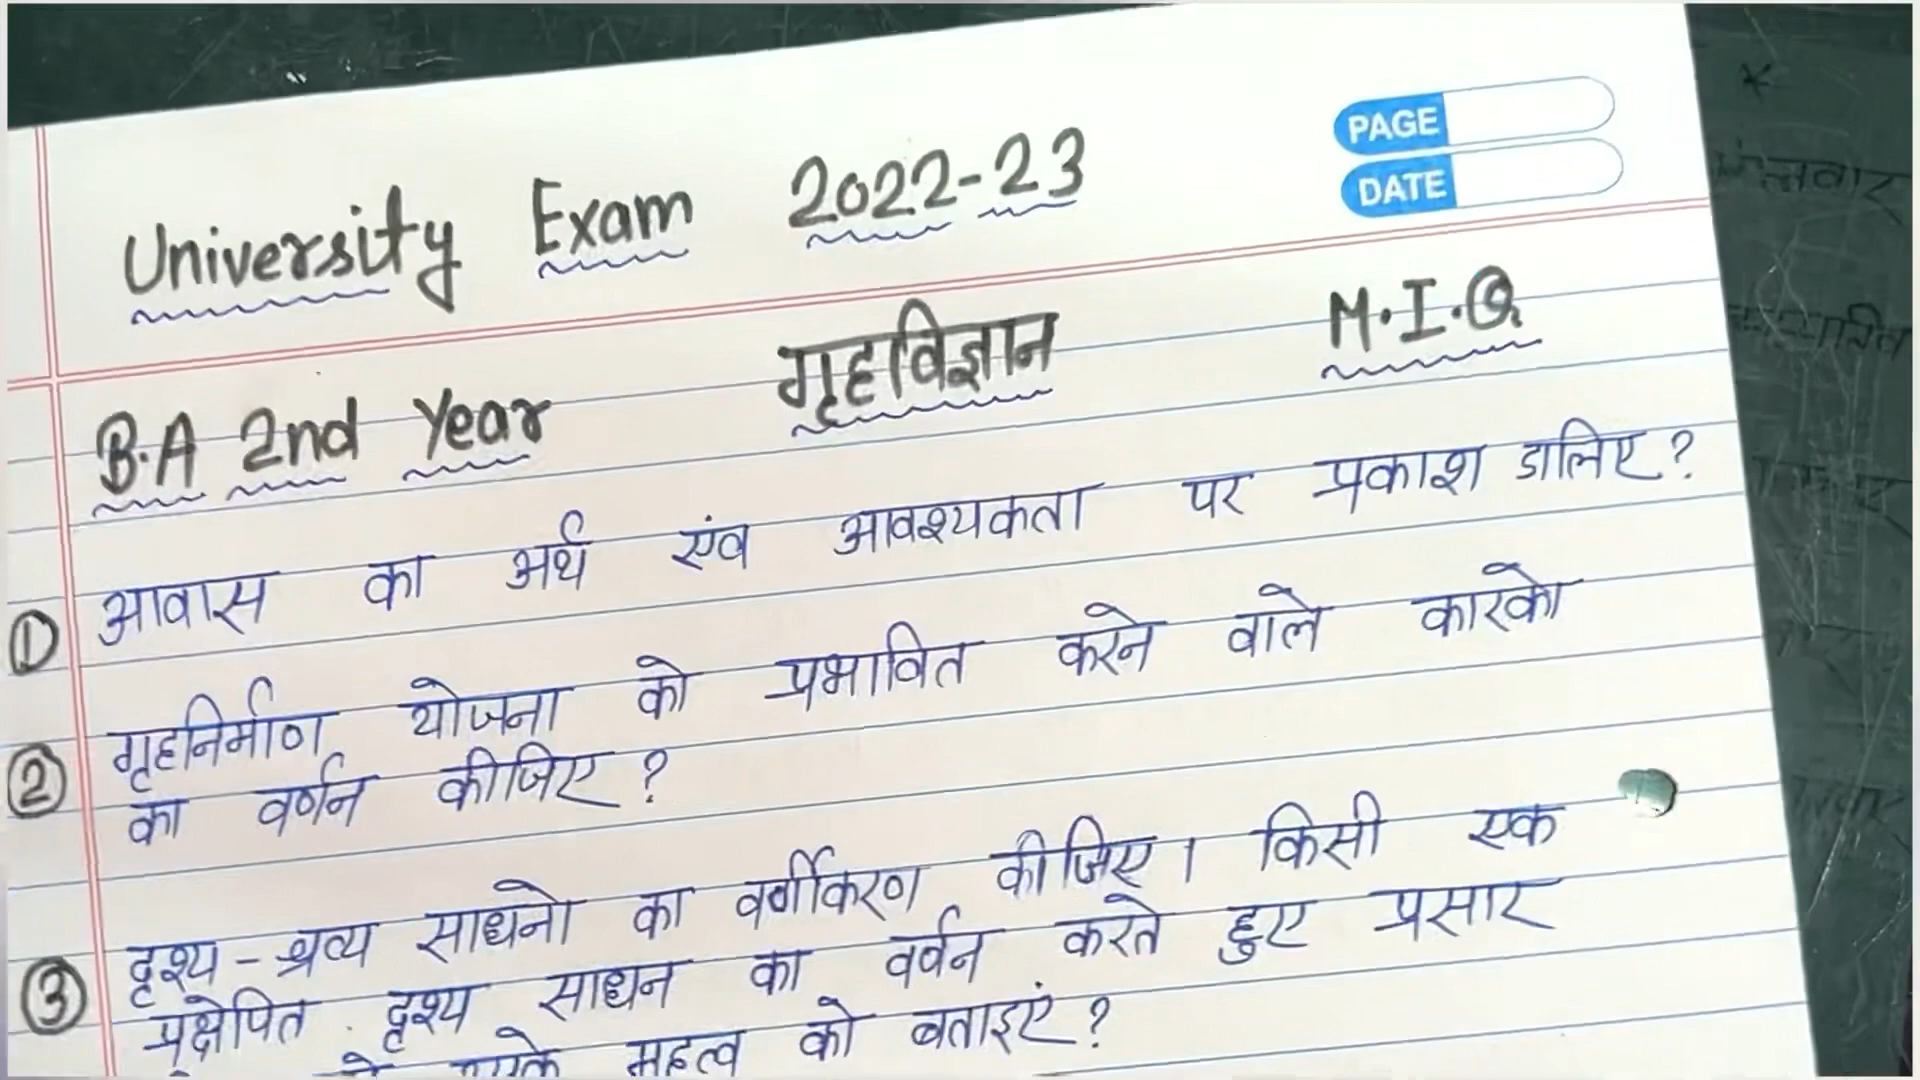 PAGE
DATE
University Exam 2022-23
B.A 2nd Year गृहविज्ञान M.I.Q.
① आवास का अर्थ एंव आवश्यकता पर प्रकाश डालिए?
② गृहनिर्माण योजना को प्रभावित करने वाले कारको
का वर्णन कीजिए?
③ दृश्य-श्रव्य साधनो का वर्गीकरण कीजिए। किसी एक
प्रक्षेपित दृश्य साधन का वर्वन करते हुए प्रसार
महत्व को बताइएं?